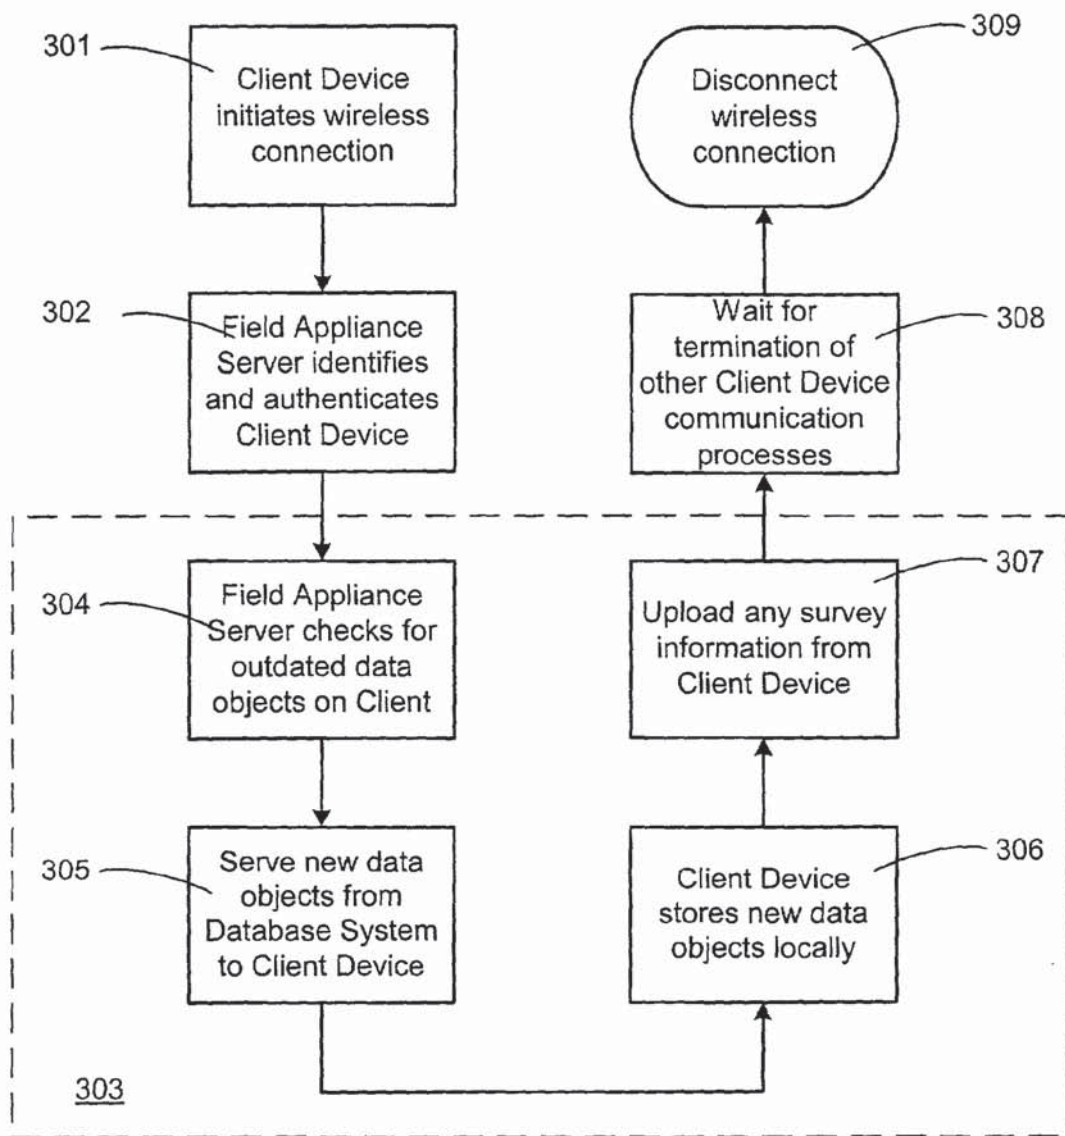 301
Client Device
initiates wireless
connection
302
Field Appliance
Server identifies
and authenticates
Client Device
304
Field Appliance
Server checks for
outdated data
objects on Client
305
Serve new data
objects from
Database System
to Client Device
303
306
Client Device
stores new data
objects locally
307
Upload any survey
information from
Client Device
308
Wait for
termination of
other Client Device
communication
processes
309
Disconnect
wireless
connection